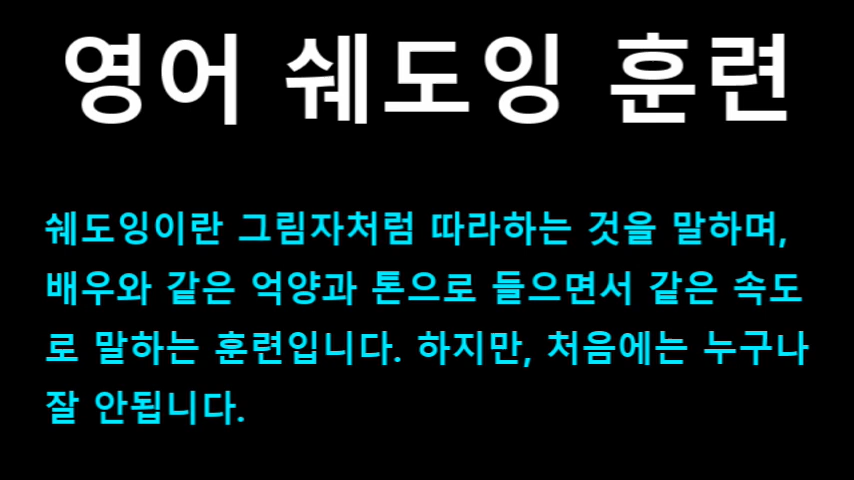 영어 쉐도잉 훈련
쉐도잉이란 그림자처럼 따라하는 것을 말하며,
배우와 같은 억양과 톤으로 들으면서 같은 속도
로 말하는 훈련입니다. 하지만, 처음에는 누구나
잘 안됩니다.